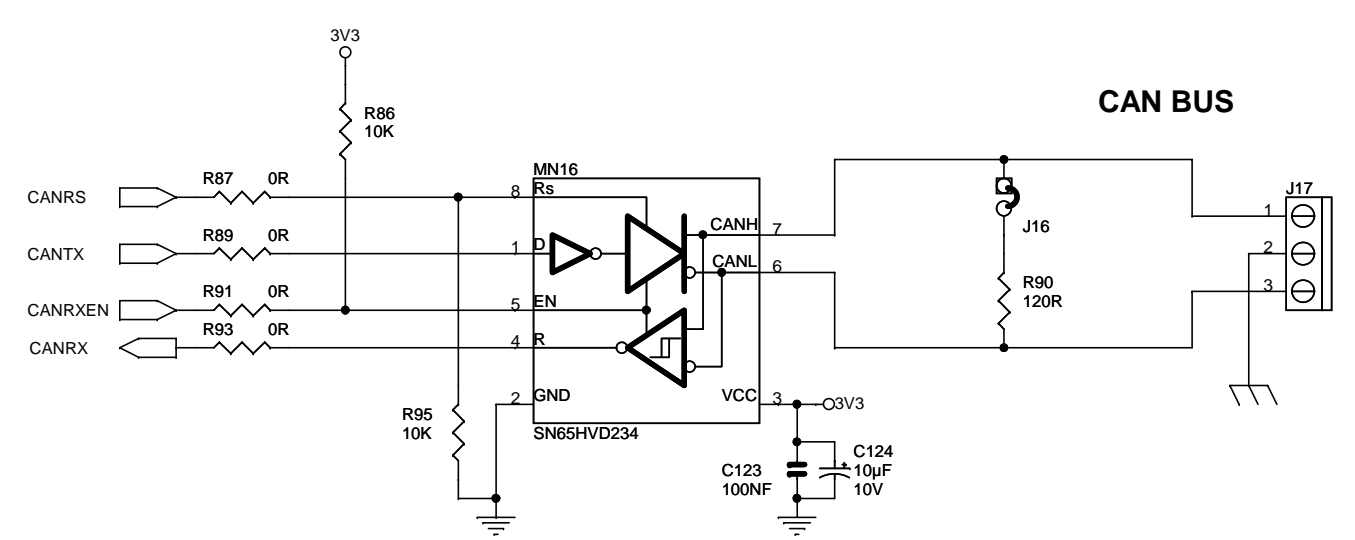 3V3
R86
10K
CAN BUS
MN16
CANRS
R87 0R
8 Rs
J17
CANH 7
1
J16
CANTX
R89 0R
1 D
2
CANL 6
R90
120R
CANRXEN
R91 0R
5 EN
3
CANRX
R93 0R
4 R
2 GND
VCC 3
3V3
R95
10K
SN65HVD234
C123
100NF
+
C124
10µF
10V